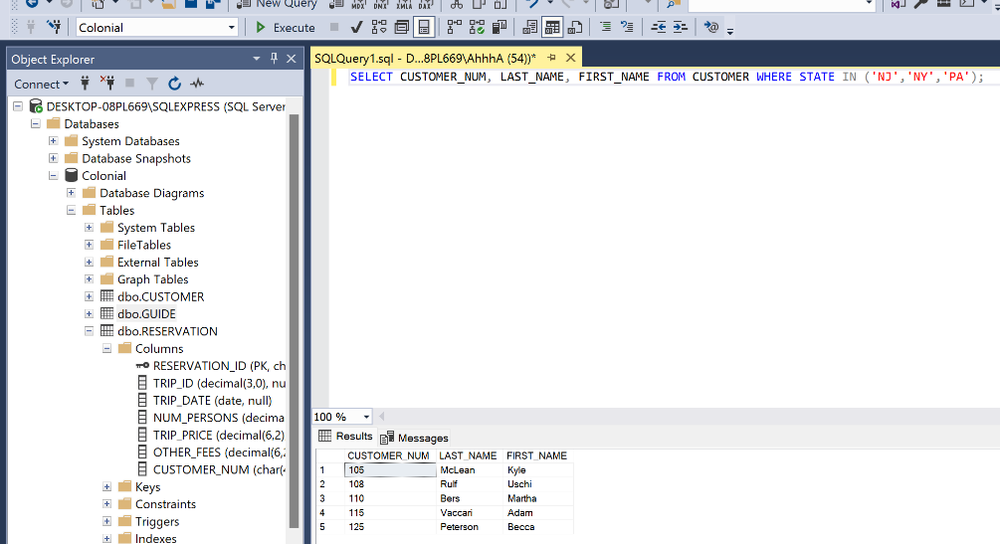 New Query
MDX DMX XMLA DAX
Colonial
Execute
Object Explorer
Connect
DESKTOP-08PL669\SQLEXPRESS (SQL Server
Databases
System Databases
Database Snapshots
Colonial
Database Diagrams
Tables
System Tables
FileTables
External Tables
Graph Tables
dbo.CUSTOMER
dbo.GUIDE
dbo.RESERVATION
Columns
RESERVATION_ID (PK, ch
TRIP_ID (decimal(3,0), nu
TRIP_DATE (date, null)
NUM_PERSONS (decima
TRIP_PRICE (decimal(6,2)
OTHER_FEES (decimal(6,2
CUSTOMER_NUM (char(4
Keys
Constraints
Triggers
Indexes
SQLQuery1.sql - D...8PL669\AhhhA (54))*
SELECT CUSTOMER_NUM, LAST_NAME, FIRST_NAME FROM CUSTOMER WHERE STATE IN ('NJ','NY','PA');
100 %
Results Messages
CUSTOMER_NUM LAST_NAME FIRST_NAME
1 105 McLean Kyle
2 108 Rulf Uschi
3 110 Bers Martha
4 115 Vaccari Adam
5 125 Peterson Becca